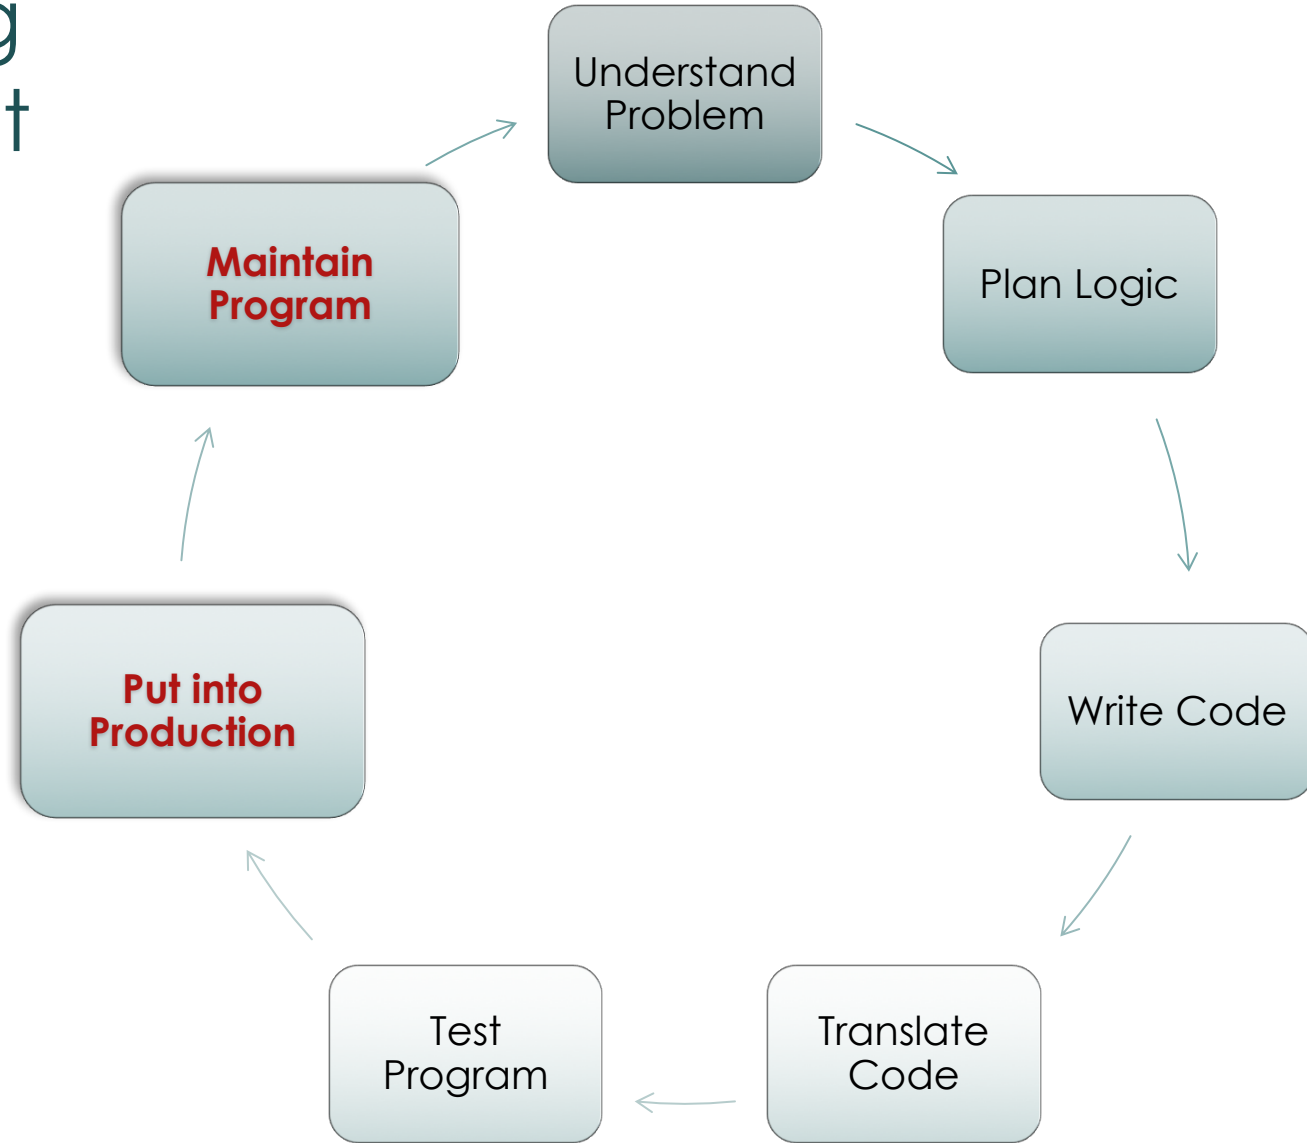 Understand
Problem
Plan Logic
Write Code
Translate
Code
Test
Program
Put into
Production
Maintain
Program